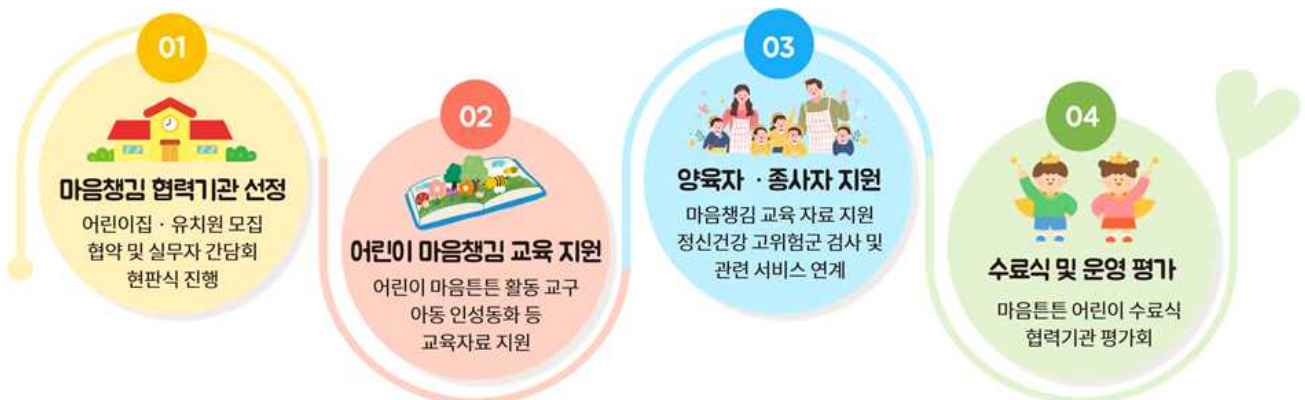 01
마음챙김 협력기관 선정
어린이집 · 유치원 모집
협약 및 실무자 간담회
현판식 진행
02
어린이 마음챙김 교육 지원
어린이 마음튼튼 활동 교구
아동 인성동화 등
교육자료 지원
03
양육자 · 종사자 지원
마음챙김 교육 자료 지원
정신건강 고위험군 검사 및
관련 서비스 연계
04
수료식 및 운영 평가
마음튼튼 어린이 수료식
협력기관 평가회